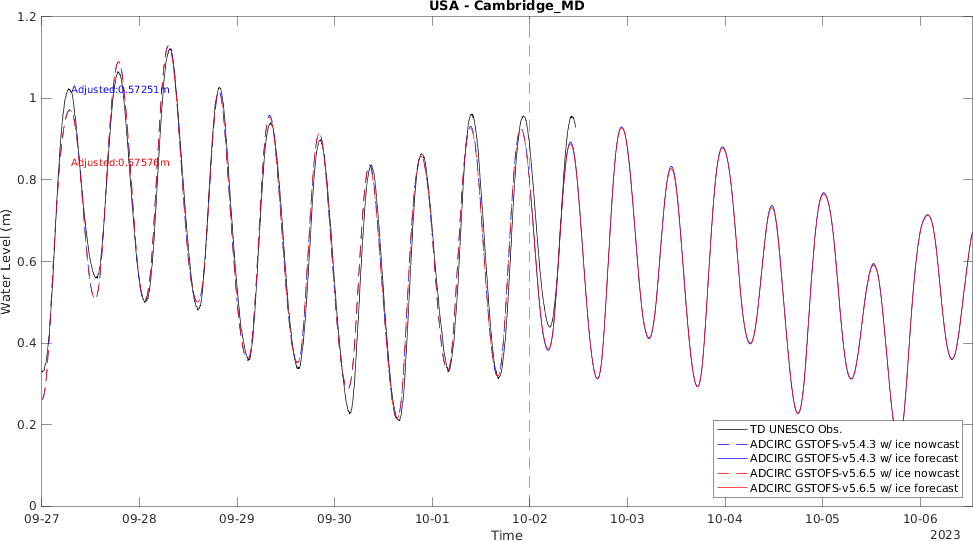 USA - Cambridge_MD
1.2
1
0.8
0.6
0.4
0.2
0
Water Level (m)
Adjusted:0.57251m
Adjusted:0.57576m
TD UNESCO Obs.
ADCIRC GSTOFS-v5.4.3 w/ ice nowcast
ADCIRC GSTOFS-v5.4.3 w/ ice forecast
ADCIRC GSTOFS-v5.6.5 w/ ice nowcast
ADCIRC GSTOFS-v5.6.5 w/ ice forecast
09-27 09-28 09-29 09-30 10-01 10-02 10-03 10-04 10-05 10-06
Time
2023